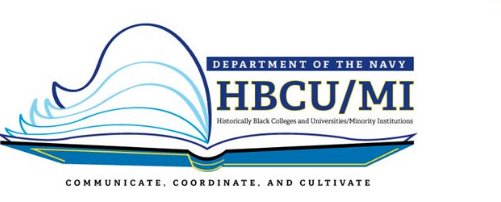 DEPARTMENT OF THE NAVY
HBCU/MI
Historically Black Colleges and Universities/Minority Institutions
COMMUNICATE, COORDINATE, AND CULTIVATE